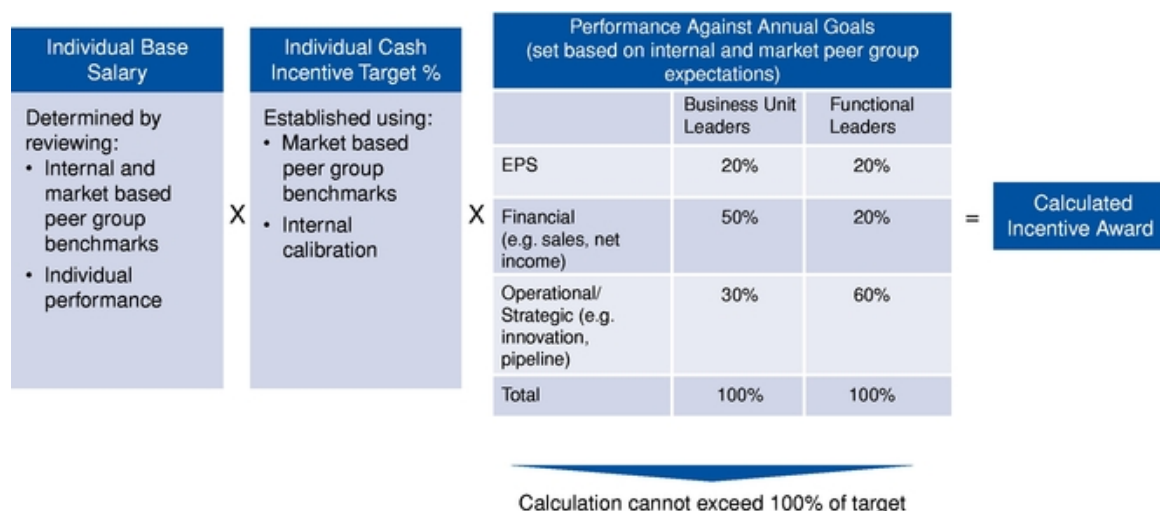 Individual Base
Salary
Determined by
reviewing:
• Internal and
market based
peer group
benchmarks
• Individual
performance
X
Individual Cash
Incentive Target %
Established using:
• Market based
peer group
benchmarks
• Internal
calibration
X
Performance Against Annual Goals
(set based on internal and market peer group
expectations)
Business Unit
Leaders
Functional
Leaders
EPS
20%
20%
Financial
(e.g. sales, net
income)
50%
20%
Operational/
Strategic (e.g.
innovation,
pipeline)
30%
60%
Total
100%
100%
=
Calculated
Incentive Award
Calculation cannot exceed 100% of target